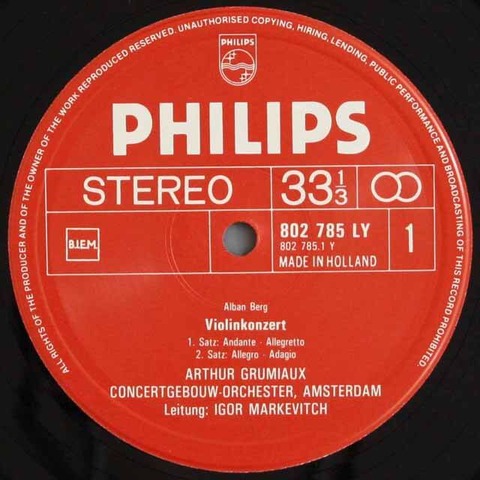 ALL RIGHTS OF THE PRODUCER AND OF THE OWNER OF THE WORK REPRODUCED RESERVED. UNAUTHORISED COPYING, HIRING, LENDING, PUBLIC PERFORMANCE AND BROADCASTING OF THIS RECORD PROHIBITED.
PHILIPS
PHILIPS
STEREO
33 1/3
B.I.E.M.
802 785 LY
802 785.1 Y
MADE IN HOLLAND
1
Alban Berg
Violinkonzert
1. Satz: Andante · Allegretto
2. Satz: Allegro · Adagio
ARTHUR GRUMIAUX
CONCERTGEBOUW-ORCHESTER, AMSTERDAM
Leitung: IGOR MARKEVITCH